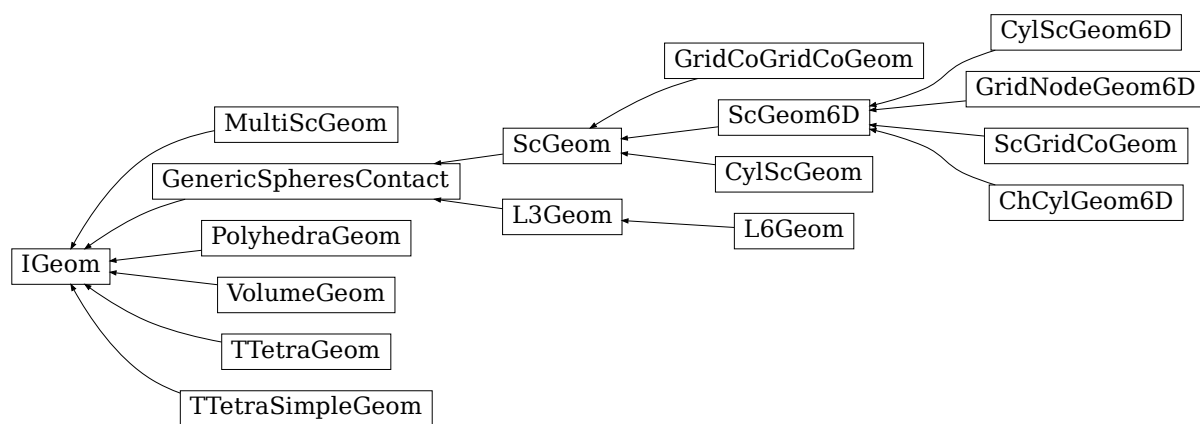 CylScGeom6D
GridCoGridCoGeom
GridNodeGeom6D
MultiScGeom
ScGeom6D
ScGeom
ScGridCoGeom
GenericSpheresContact
CylScGeom
ChCylGeom6D
L3Geom
PolyhedraGeom
L6Geom
IGeom
VolumeGeom
TTetraGeom
TTetraSimpleGeom